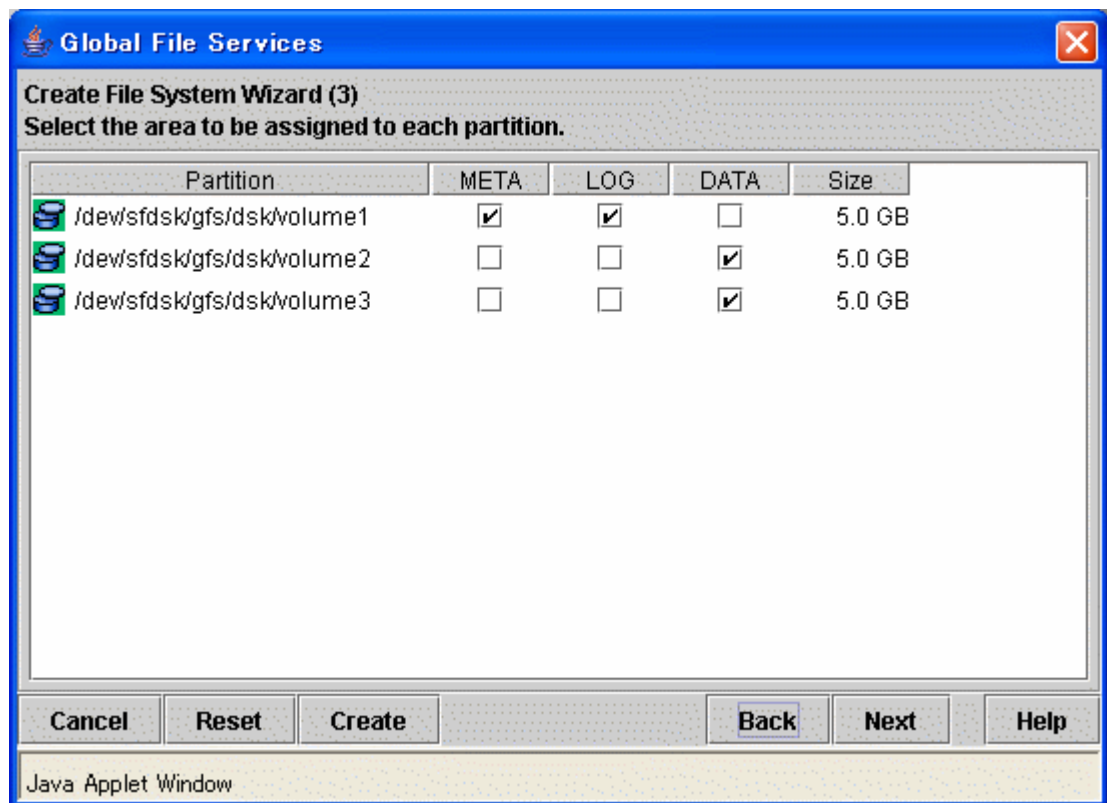 Global File Services
Create File System Wizard (3)
Select the area to be assigned to each partition.
Partition META LOG DATA Size
/dev/sfdsk/gfs/dsk/volume1 5.0 GB
/dev/sfdsk/gfs/dsk/volume2 5.0 GB
/dev/sfdsk/gfs/dsk/volume3 5.0 GB
Cancel Reset Create Back Next Help
Java Applet Window